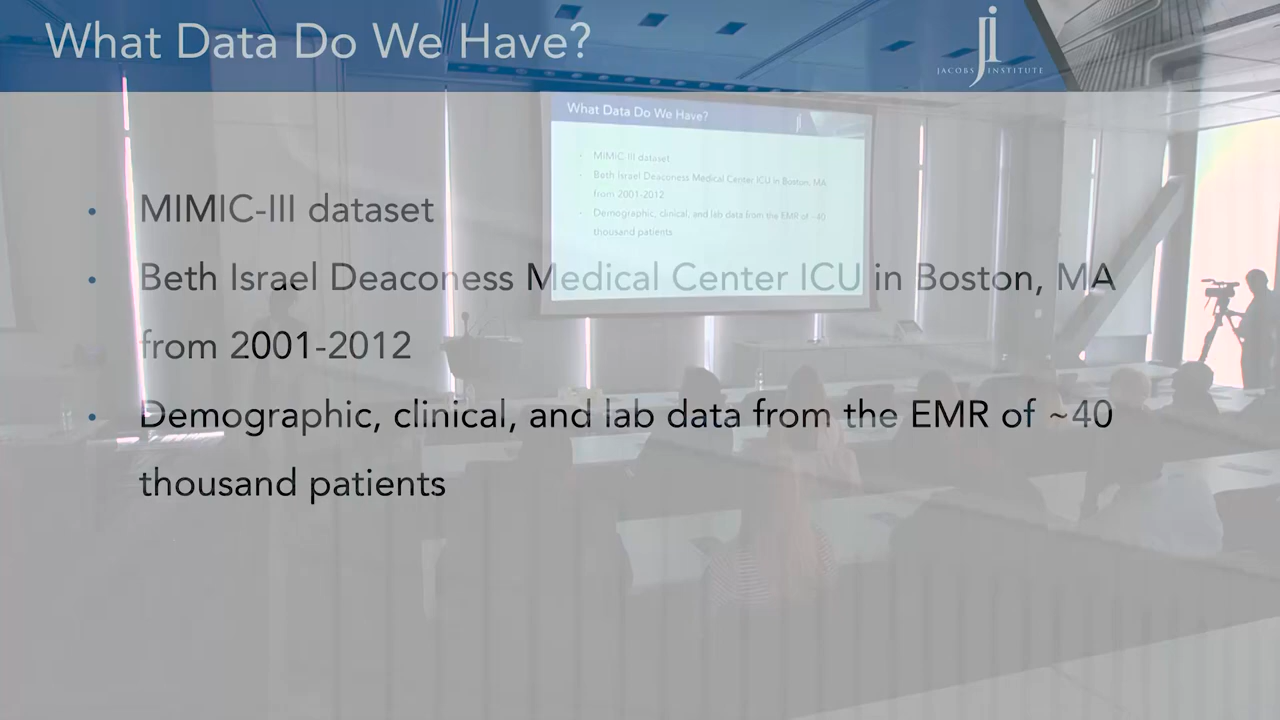 What Data Do We Have?
JACOBS INSTITUTE
What Data Do We Have?
MIMIC-III dataset
Beth Israel Deaconess Medical Center ICU in Boston, MA
from 2001-2012
Demographic, clinical, and lab data from the EMR of ~40
thousand patients
• MIMIC-III dataset
• Beth Israel Deaconess Medical Center ICU in Boston, MA
from 2001-2012
• Demographic, clinical, and lab data from the EMR of ~40
thousand patients